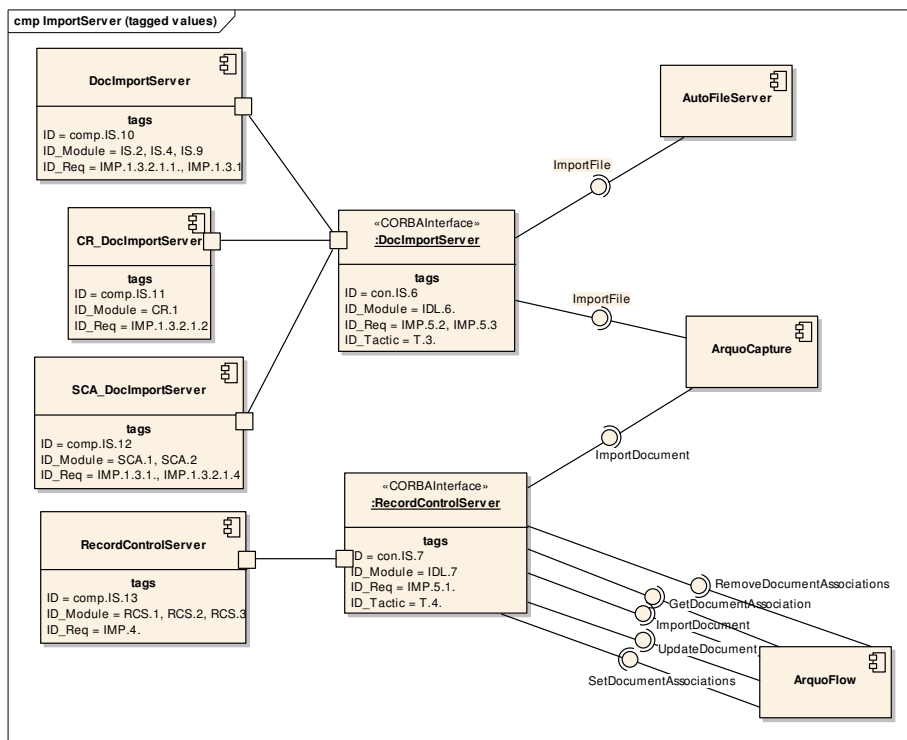 cmp ImportServer (tagged values)
DocImportServer
tags
ID = comp.IS.10
ID_Module = IS.2, IS.4, IS.9
ID_Req = IMP.1.3.2.1.1., IMP.1.3.1
CR_DocImportServer
tags
ID = comp.IS.11
ID_Module = CR.1
ID_Req = IMP.1.3.2.1.2
SCA_DocImportServer
tags
ID = comp.IS.12
ID_Module = SCA.1, SCA.2
ID_Req = IMP.1.3.1., IMP.1.3.2.1.4
RecordControlServer
tags
ID = comp.IS.13
ID_Module = RCS.1, RCS.2, RCS.3
ID_Req = IMP.4.
«CORBAInterface»
:DocImportServer
tags
ID = con.IS.6
ID_Module = IDL.6.
ID_Req = IMP.5.2, IMP.5.3
ID_Tactic = T.3.
«CORBAInterface»
:RecordControlServer
tags
ID = con.IS.7
ID_Module = IDL.7
ID_Req = IMP.5.1.
ID_Tactic = T.4.
AutoFileServer
ImportFile
ImportFile
ArquoCapture
ImportDocument
RemoveDocumentAssociations
GetDocumentAssociation
ImportDocument
UpdateDocument
SetDocumentAssociations
ArquoFlow